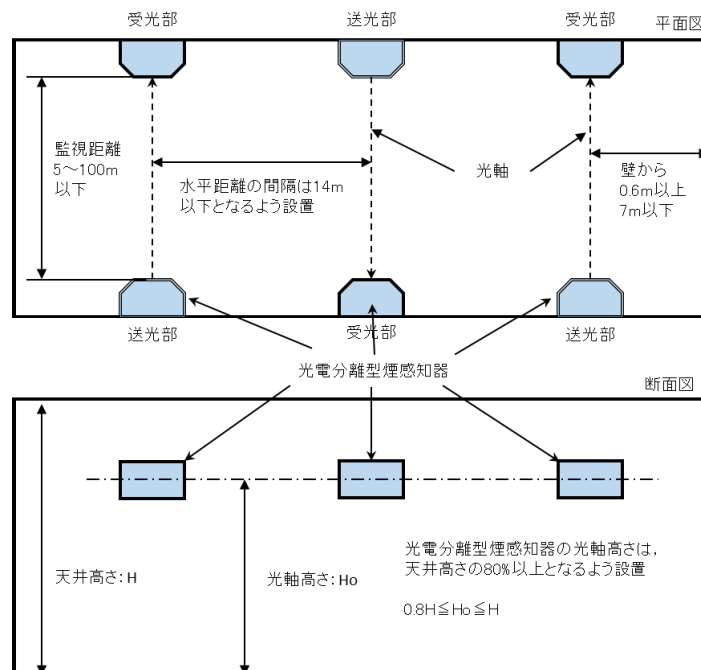 受光部
送光部
受光部
平面図
監視距離
5～100m
以下
水平距離の間隔は14m
以下となるよう設置
光軸
壁から
0.6m以上
7m以下
送光部
受光部
送光部
光電分離型煙感知器
断面図
天井高さ：H
光軸高さ：Ho
光電分離型煙感知器の光軸高さは，
天井高さの80%以上となるよう設置
0.8H≦Ho≦H